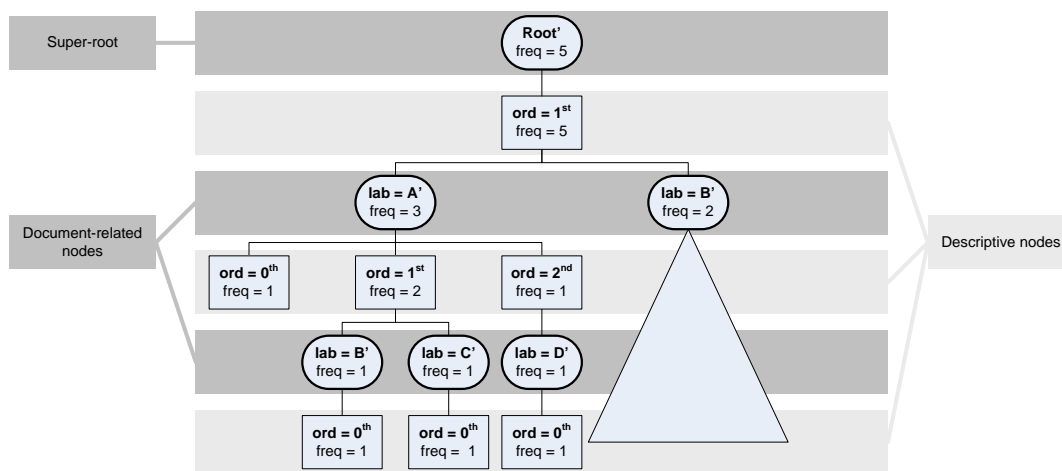 Super-root
Root’
freq = 5
ord = 1st
freq = 5
lab = A’
freq = 3
lab = B’
freq = 2
Document-related
nodes
Descriptive nodes
ord = 0th
freq = 1
ord = 1st
freq = 2
ord = 2nd
freq = 1
lab = B’
freq = 1
lab = C’
freq = 1
lab = D’
freq = 1
ord = 0th
freq = 1
ord = 0th
freq = 1
ord = 0th
freq = 1